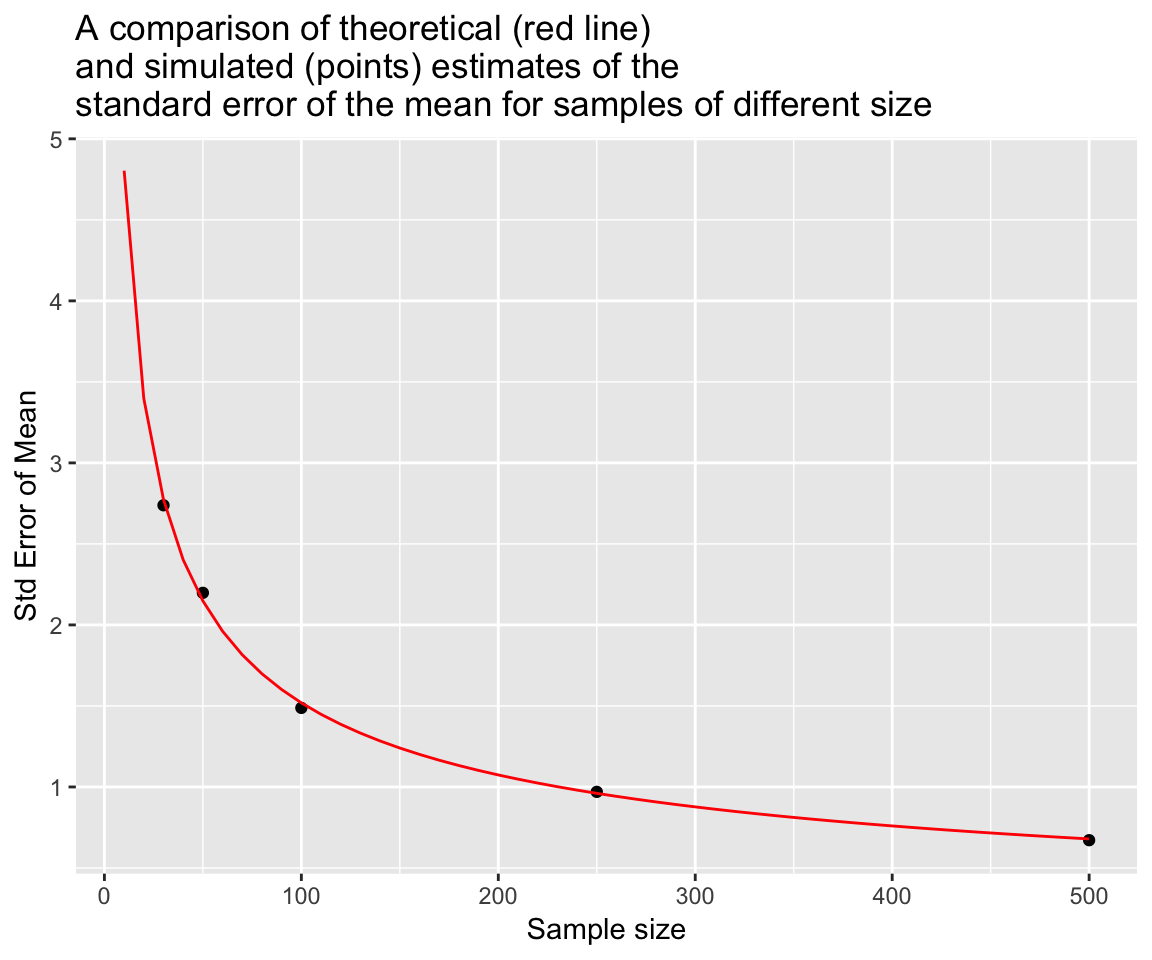 A comparison of theoretical (red line)
and simulated (points) estimates of the
standard error of the mean for samples of different size
5
4
3
2
1
Std Error of Mean
0 100 200 300 400 500
Sample size